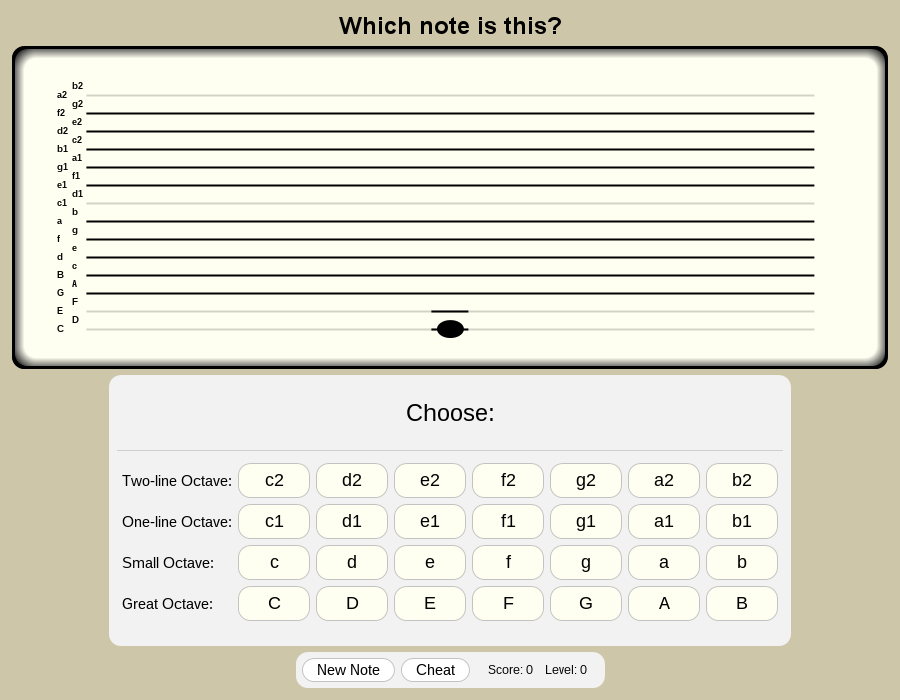 Which note is this?
b2
a2
g2
f2
e2
d2
c2
b1
a1
g1
f1
e1
d1
c1
b
a
g
f
e
d
c
B
A
G
F
E
D
C
Choose:
Two-line Octave: c2 d2 e2 f2 g2 a2 b2
One-line Octave: c1 d1 e1 f1 g1 a1 b1
Small Octave: c d e f g a b
Great Octave: C D E F G A B
New Note Cheat Score: 0 Level: 0